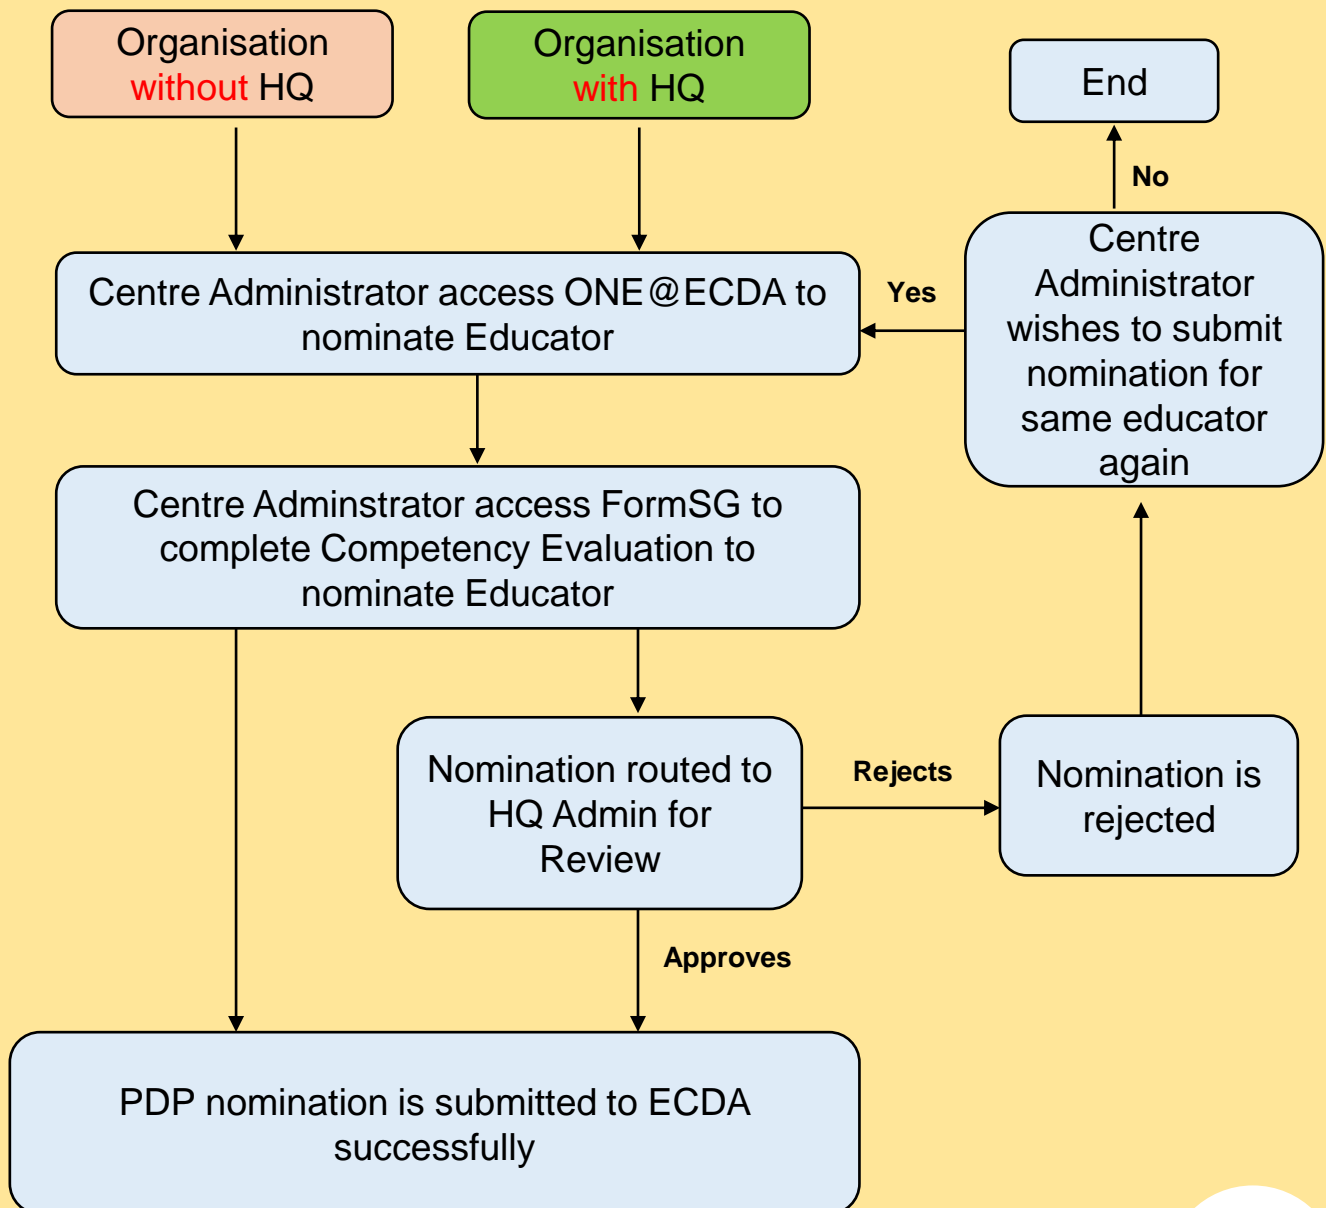 Organisation
without HQ
Organisation
with HQ
End
No
Centre
Administrator
wishes to submit
nomination for
same educator
again
Yes
Centre Administrator access ONE@ECDA to
nominate Educator
Centre Adminstrator access FormSG to
complete Competency Evaluation to
nominate Educator
Nomination routed to
HQ Admin for
Review
Rejects
Nomination is
rejected
Approves
PDP nomination is submitted to ECDA
successfully